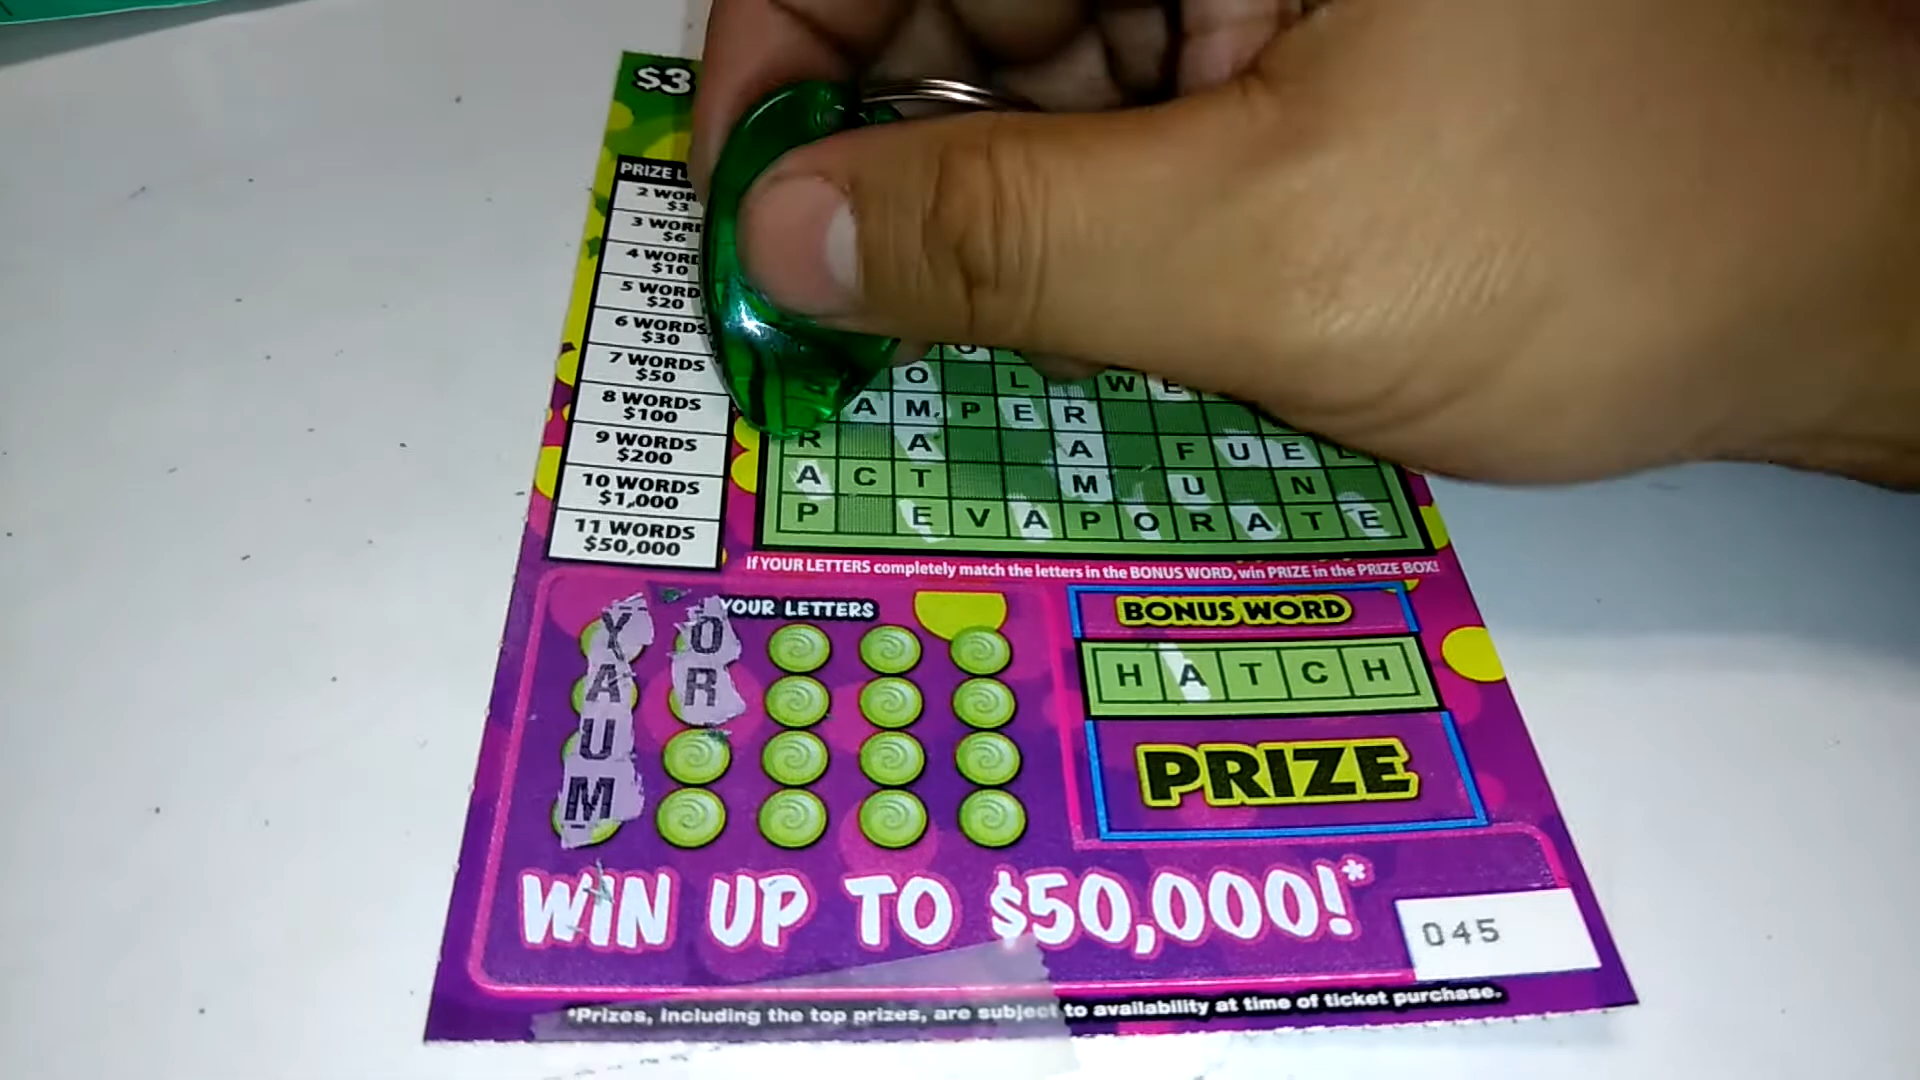 $3
PRIZE
2
$3
3
$6
4
$10
5 WORD
$20
6 WORDS
$30
7 WORDS
$50
8 WORDS
$100
9 WORDS
$200
10 WORDS
$1,000
11 WORDS
$50,000
O L W E
A M P E R
R A A F U E L
A C T M U N
P E V A P O R A T E
If YOUR LETTERS completely match the letters in the BONUS WORD, win PRIZE in the PRIZE BOX!
YOUR LETTERS
Y O
A R
U
M
BONUS WORD
H A T C H
PRIZE
WIN UP TO $50,000!*
045
*Prizes, including the top prizes, are subject to availability at time of ticket purchase.